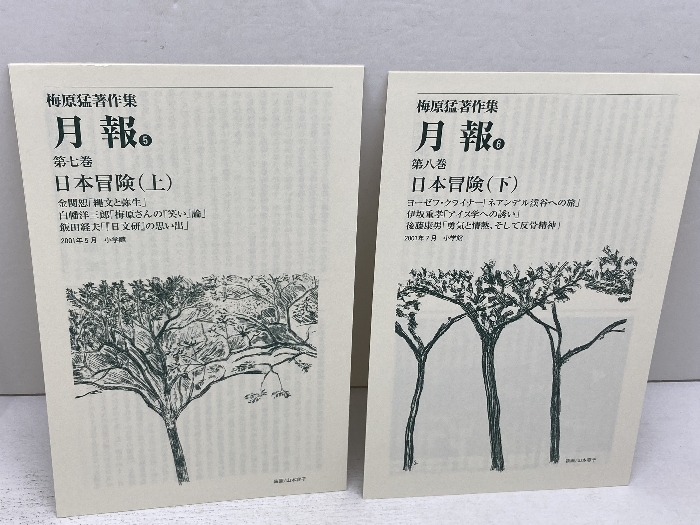 梅原猛著作集
月報5
第七巻
日本冒険(上)
金関恕「縄文と弥生」
白幡洋三郎「梅原さんの「笑い」論」
飯田経夫「『日文研』の思い出」
2001年5月 小学館
梅原猛著作集
月報6
第八巻
日本冒険(下)
ヨーゼフ・クライナー「ネアンデル渓谷への旅」
伊坂重孝「アイヌ学への誘い」
後藤康男「勇気と情熱、そして反骨精神」
2001年7月 小学館